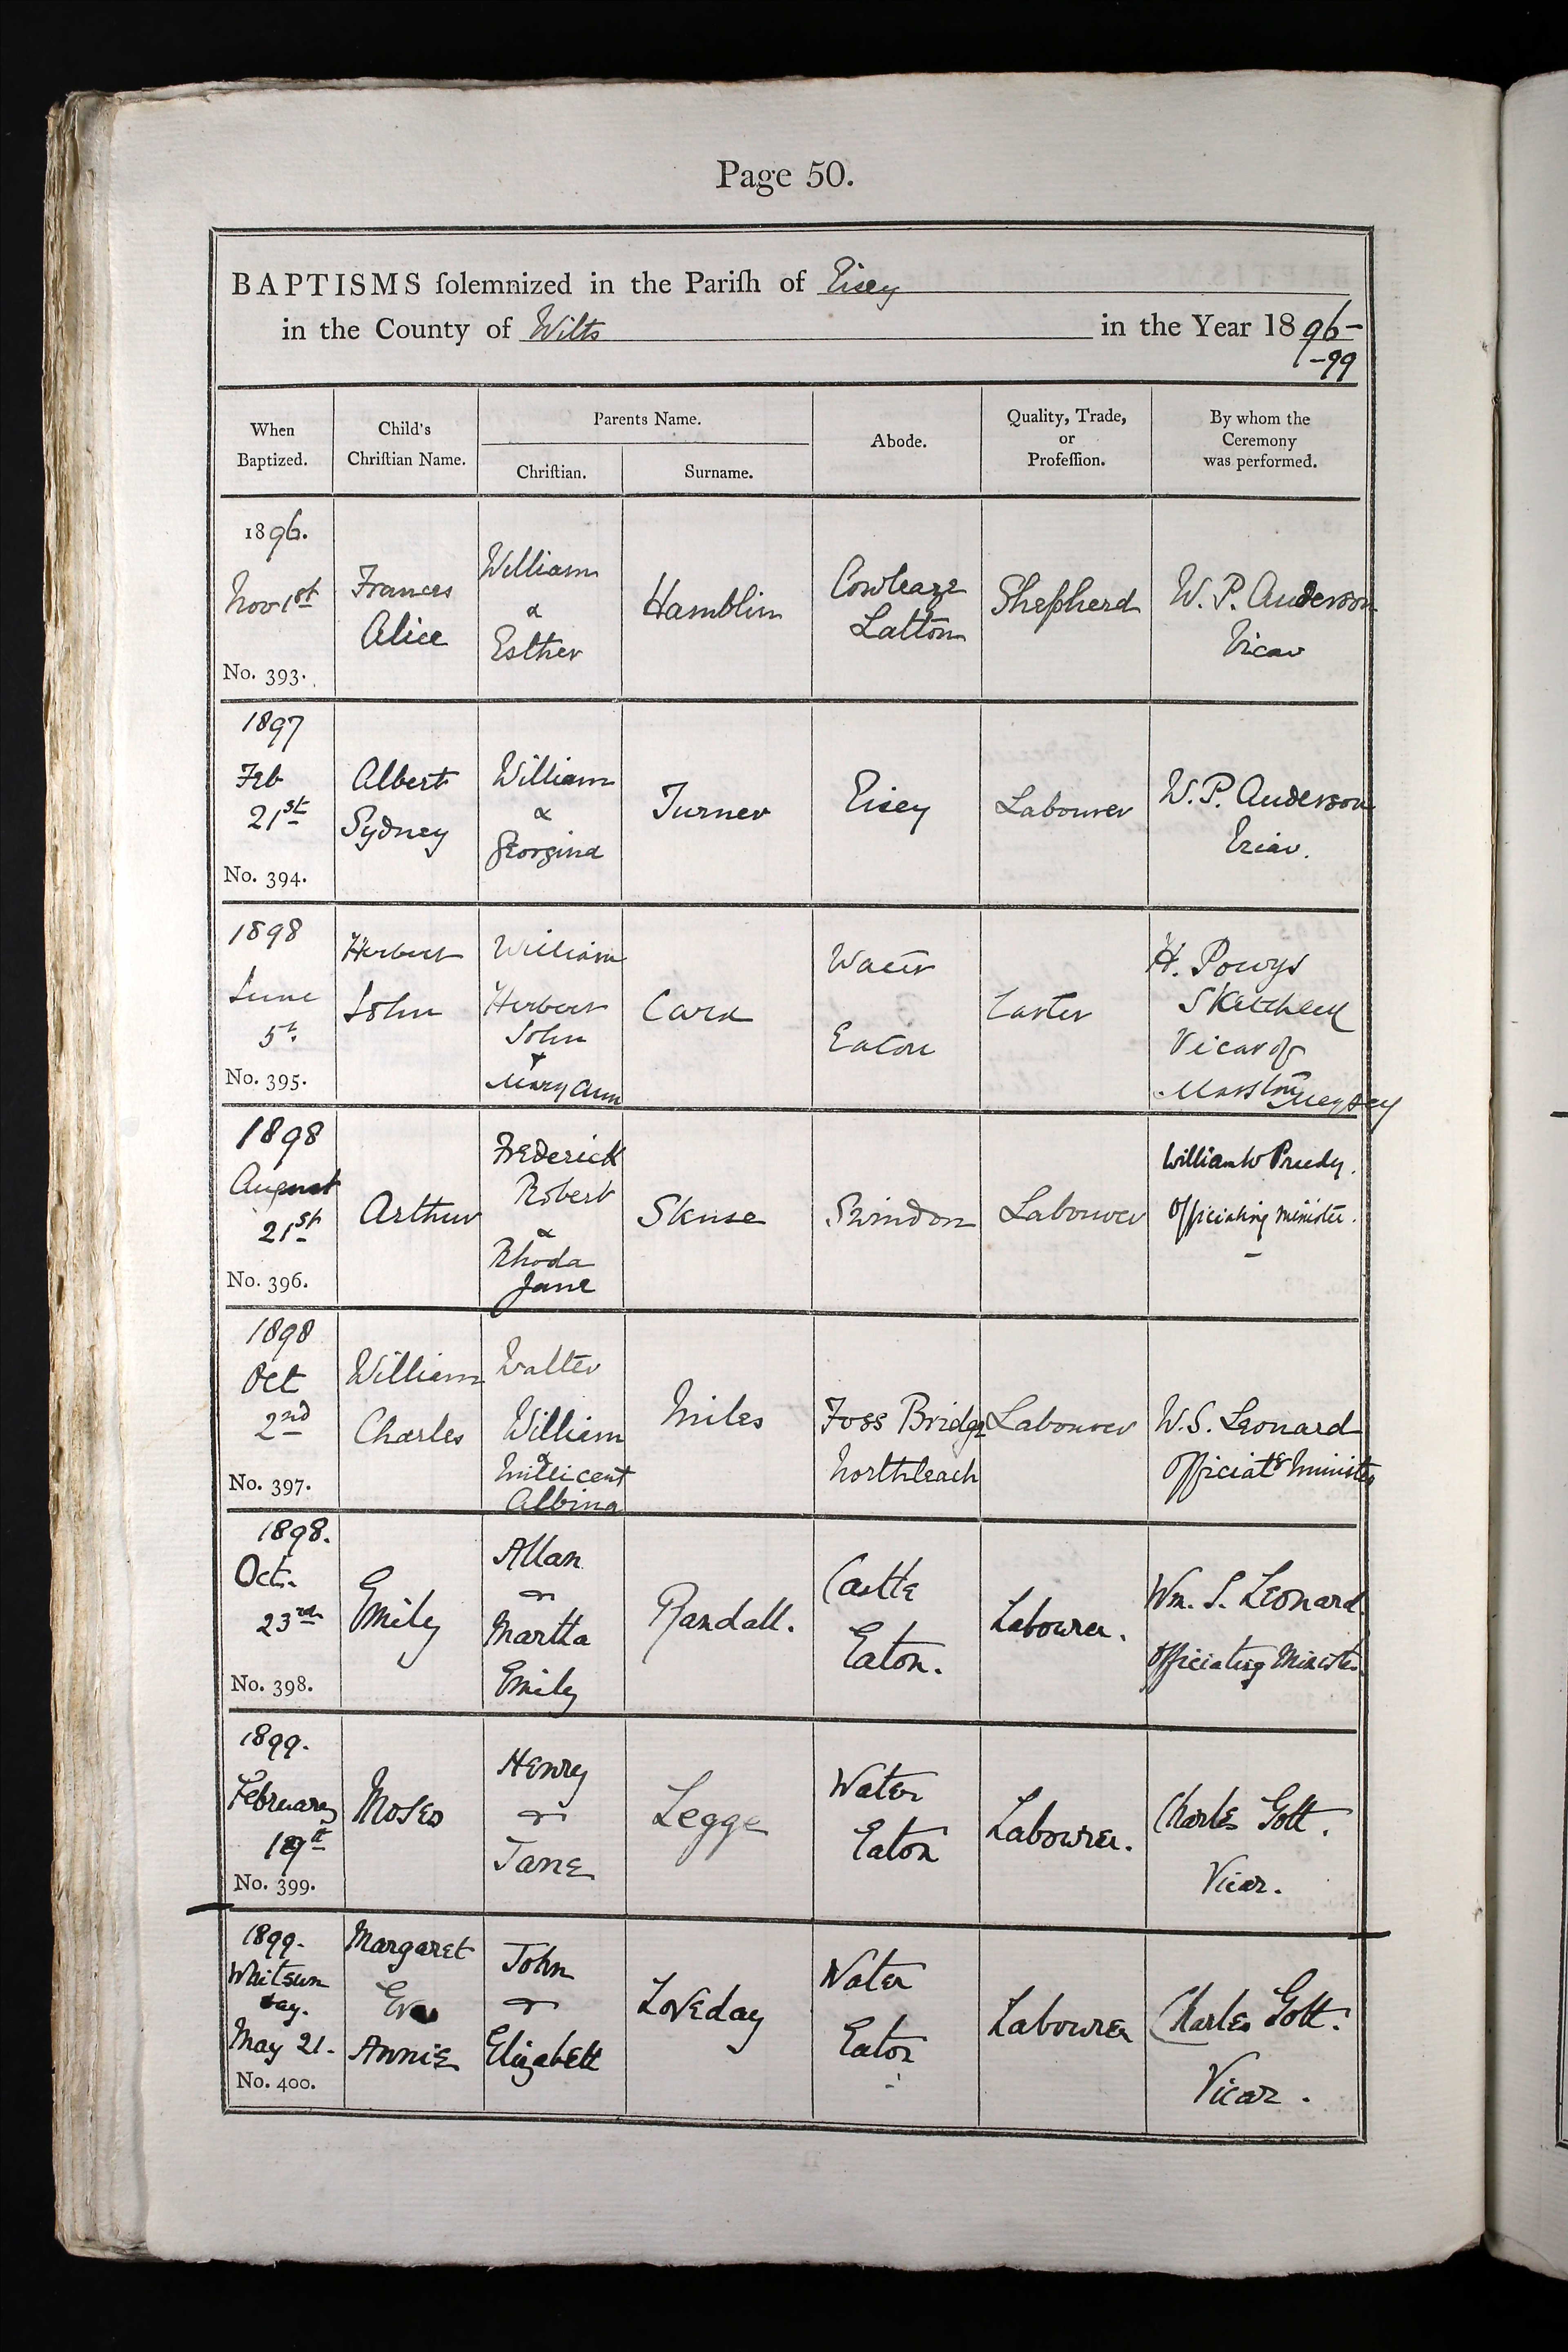 Page 50.
BAPTISMS ſolemnized in the Pariſh of Eisey
in the County of Wilts in the Year 18 96-
-99
When Baptized. Child's Chriſtian Name. Parents Name. Chriſtian. Surname. Abode. Quality, Trade, or Profeſſion. By whom the Ceremony was performed.
1896.
Nov 1st
No. 393.
Frances
Alice
William
&
Esther
Hamblin
Cowleaze
Latton
Shepherd
W. P. Anderson
Vicar
1897
Feb
21st
No. 394.
Albert
Sydney
William
&
Georgina
Turner
Eisey
Labourer
W. P. Anderson
Vicar.
1898
June
5th
No. 395.
Herbert
John
William
Herbert
John
+
Mary Ann
Water
Eaton
Carter
H. Powys
Vicar of
1898
August
21st
No. 396.
Arthur
Frederick
Robert
&
Rhoda
Jane
Skuse
Swindon
Labourer
William W Preedy.
Officiating Minister.
1898
Oct
2nd
No. 397.
William
Charles
Walter
William
&
Millicent
Albina
Miles
Foss Bridge
Northleach
Labourer
W. S. Leonard
Officiatg Minister
1898.
Oct.
23rd
No. 398.
Emily
Allan
&
Martha
Emily
Randall.
Castle
Eaton.
Labourer.
Wm. S. Leonard.
Officiating Minister.
1899.
February
19th
No. 399.
Moses
Henry
&
Jane
Legge
Water
Eaton
Labourer.
Charles Gott.
Vicar.
1899.
Whitsun
day.
May 21.
No. 400.
Margaret
Eva
Annie
John
&
Elizabeth
Loveday
Water
Eaton
Labourer
Charles Gott.
Vicar.